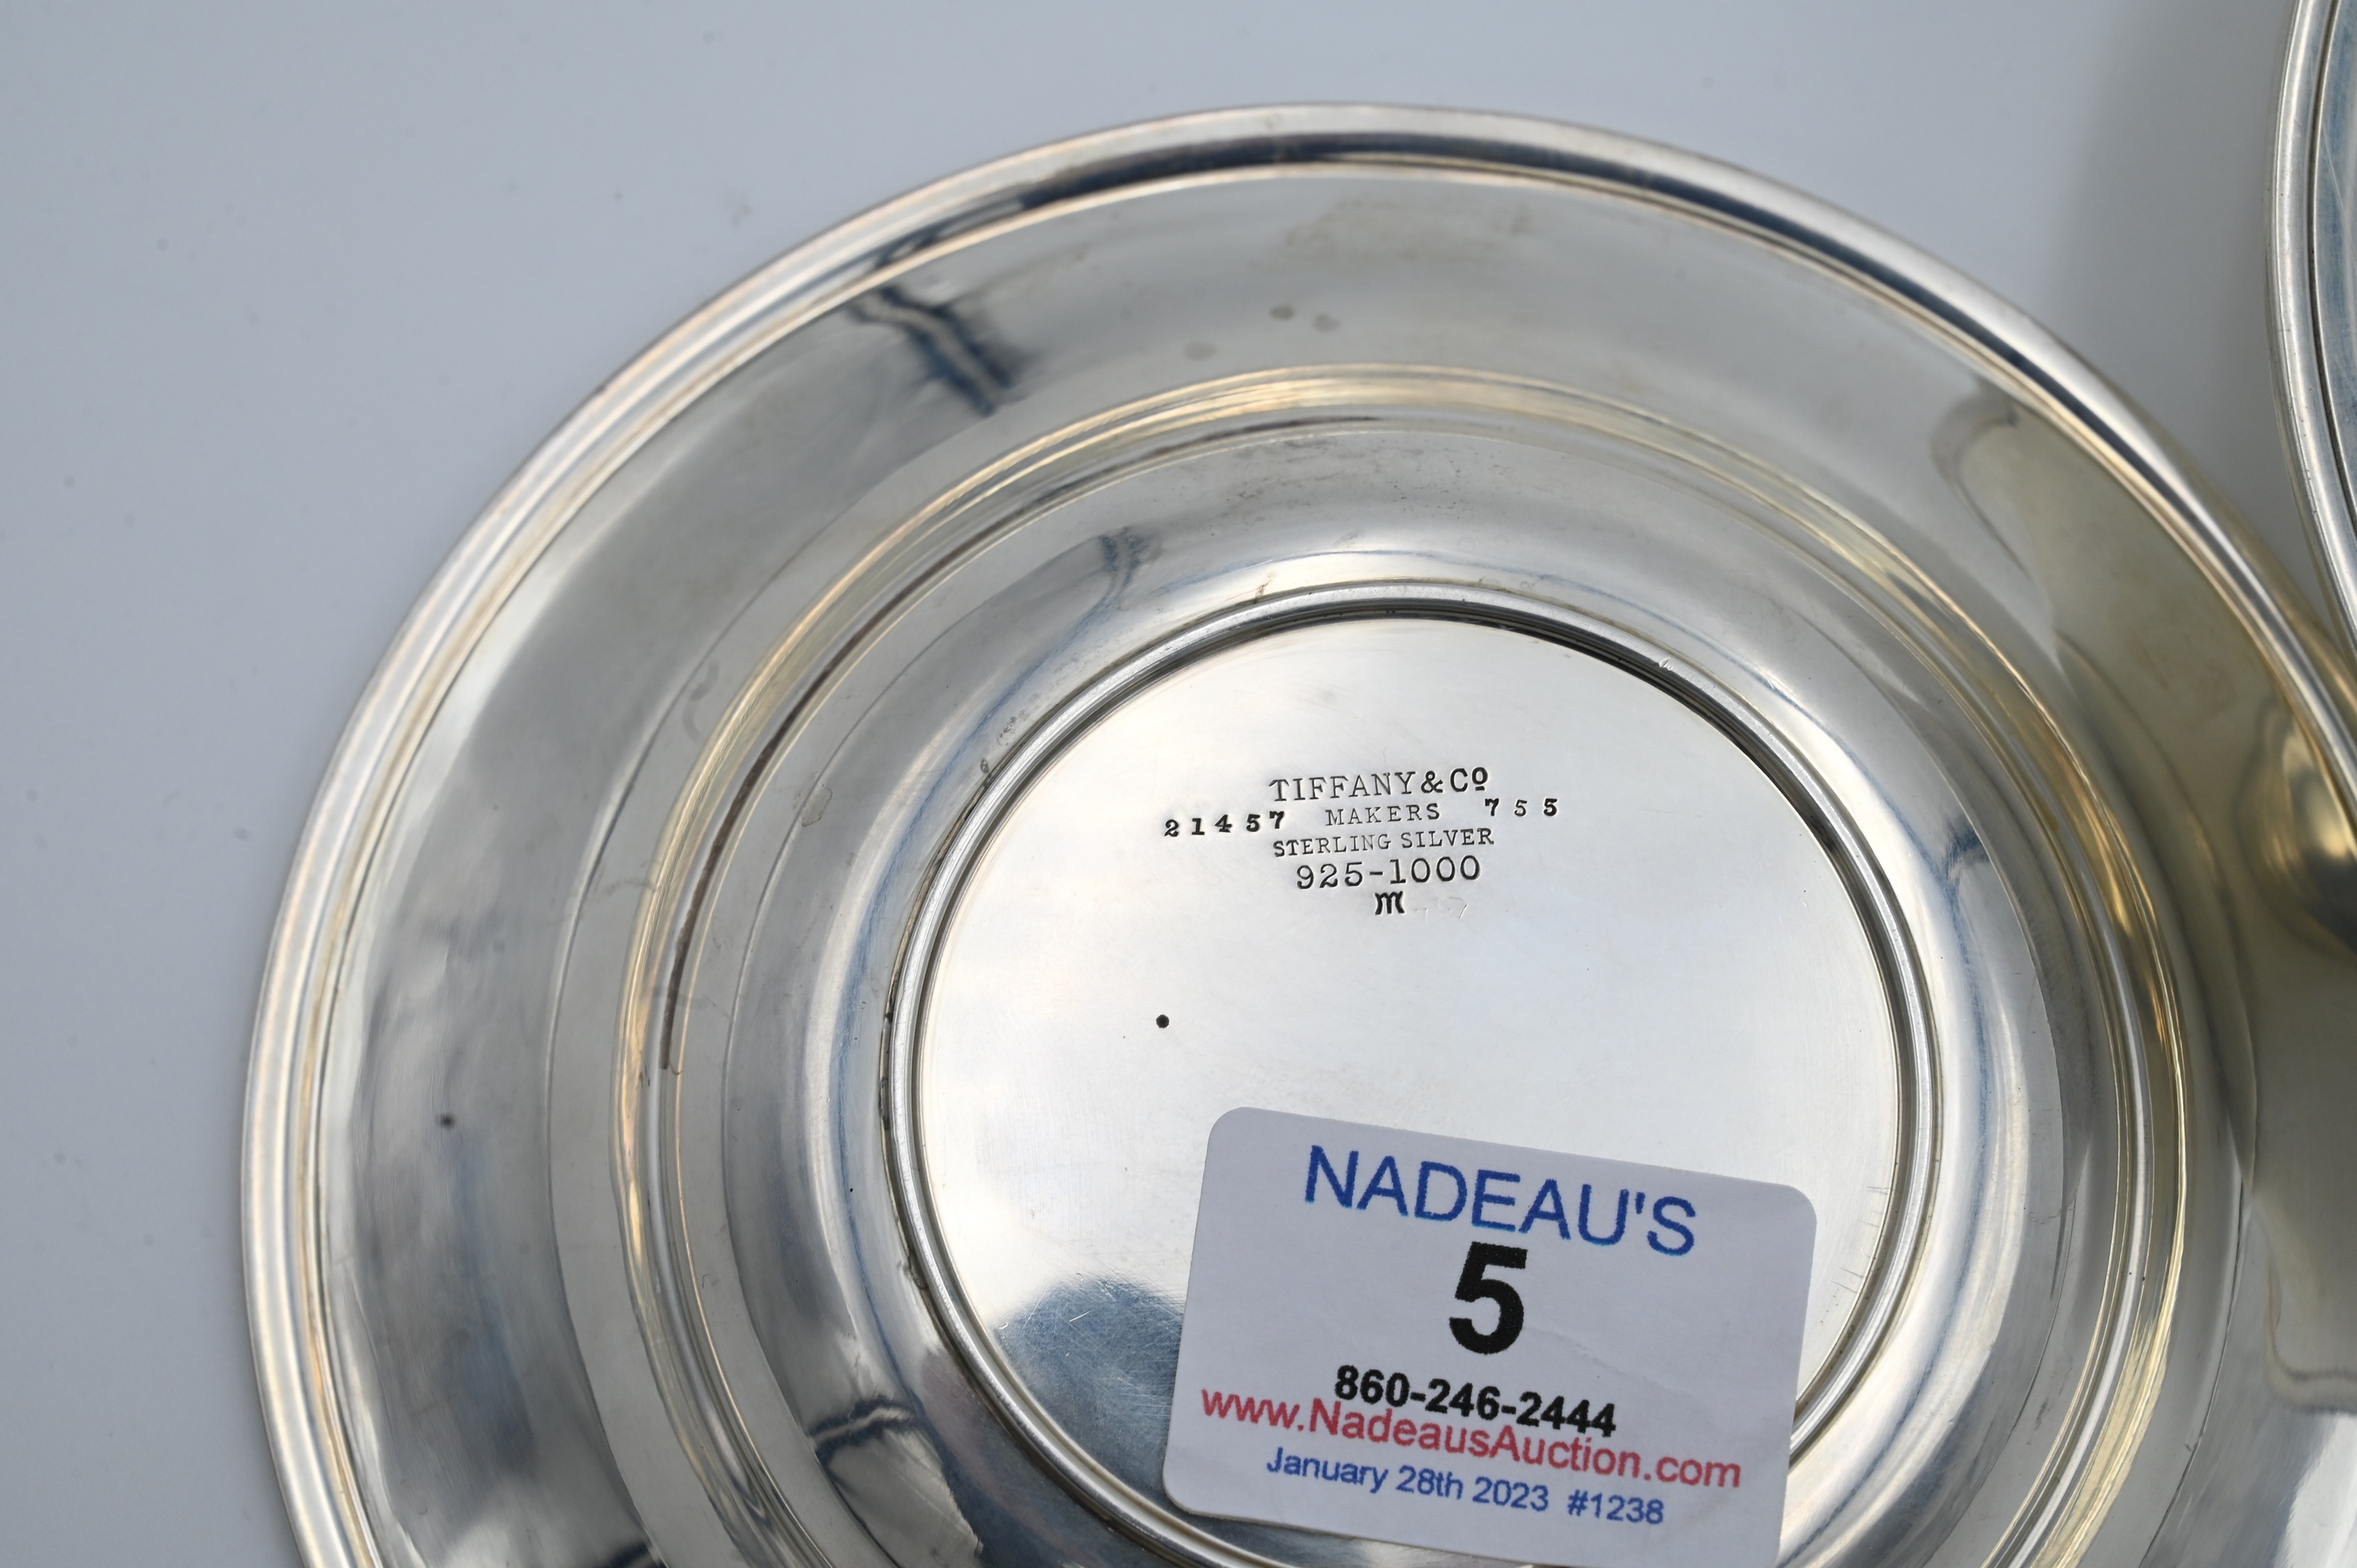 TIFFANY & Cº
21457 MAKERS 755
STERLING SILVER
925-1000
m
NADEAU'S
5
860-246-2444
www.NadeausAuction.com
January 28th 2023 #1238